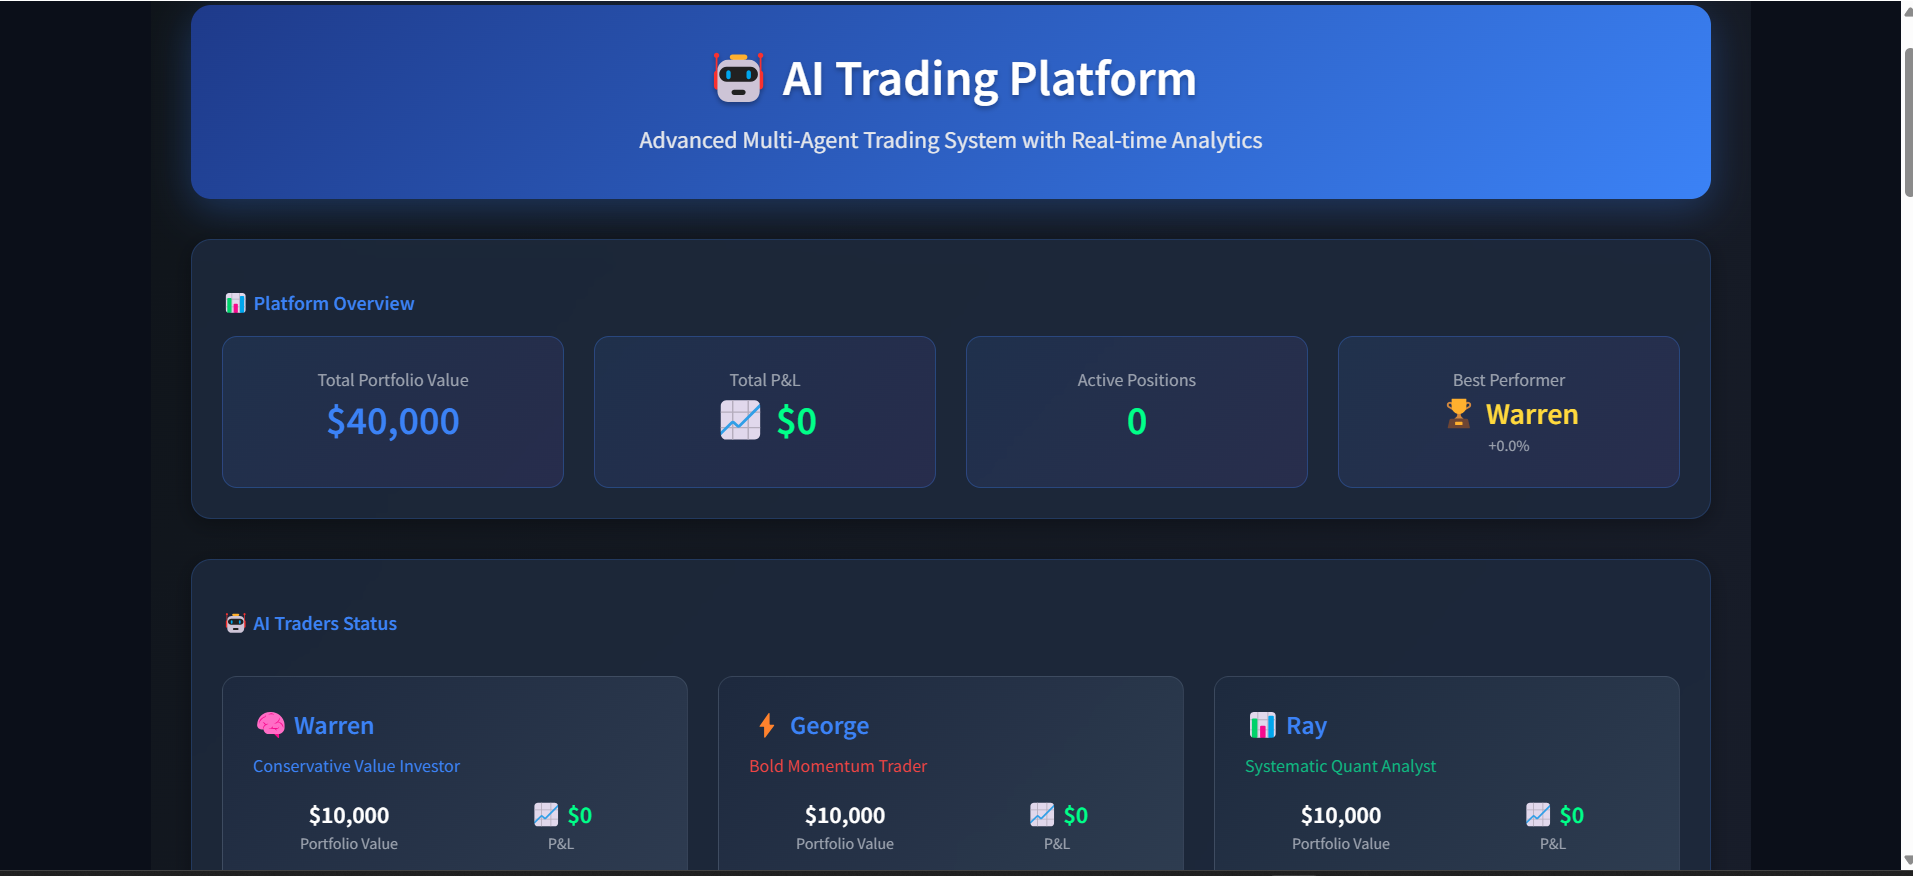 AI Trading Platform
Advanced Multi-Agent Trading System with Real-time Analytics
Platform Overview
Total Portfolio Value
$40,000
Total P&L
$0
Active Positions
0
Best Performer
Warren
+0.0%
AI Traders Status
Warren
Conservative Value Investor
$10,000
Portfolio Value
$0
P&L
George
Bold Momentum Trader
$10,000
Portfolio Value
$0
P&L
Ray
Systematic Quant Analyst
$10,000
Portfolio Value
$0
P&L